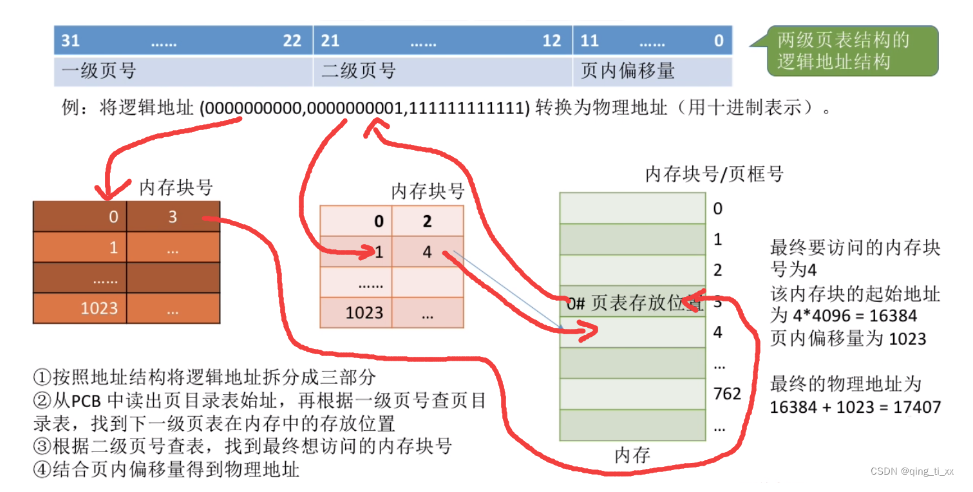 31 …… 22 21 …… 12 11 …… 0
一级页号 二级页号 页内偏移量
两级页表结构的
逻辑地址结构
例：将逻辑地址 (0000000000,0000000001,111111111111) 转换为物理地址（用十进制表示）。
内存块号
0 3
1 …
……
1023 …
内存块号
0 2
1 4
……
1023 …
内存块号/页框号
0
1
2
0# 页表存放位置 3
4
…
762
…
内存
最终要访问的内存块
号为4
该内存块的起始地址
为 4*4096 = 16384
页内偏移量为 1023
最终的物理地址为
16384 + 1023 = 17407
①按照地址结构将逻辑地址拆分成三部分
②从PCB 中读出页目录表始址，再根据一级页号查页目
录表，找到下一级页表在内存中的存放位置
③根据二级页号查表，找到最终想访问的内存块号
④结合页内偏移量得到物理地址
CSDN @qing_ti_xx